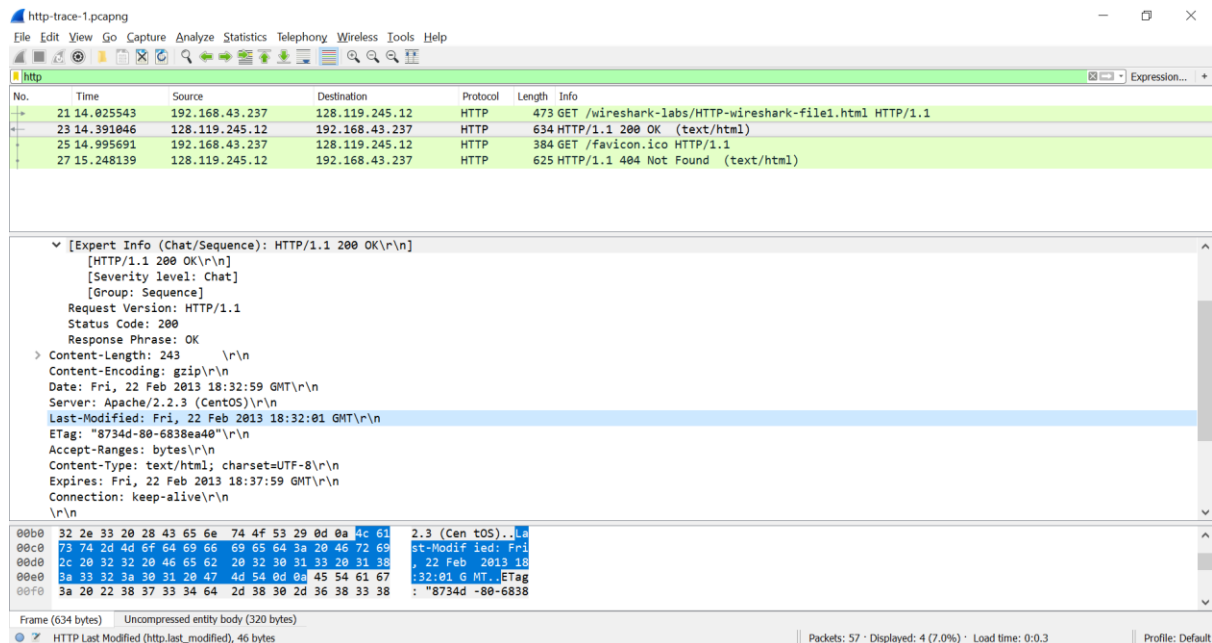 http-trace-1.pcapng
File Edit View Go Capture Analyze Statistics Telephony Wireless Tools Help
http Expression... +
No. Time Source Destination Protocol Length Info
21 14.025543 192.168.43.237 128.119.245.12 HTTP 473 GET /wireshark-labs/HTTP-wireshark-file1.html HTTP/1.1
23 14.391046 128.119.245.12 192.168.43.237 HTTP 634 HTTP/1.1 200 OK (text/html)
25 14.995691 192.168.43.237 128.119.245.12 HTTP 384 GET /favicon.ico HTTP/1.1
27 15.248139 128.119.245.12 192.168.43.237 HTTP 625 HTTP/1.1 404 Not Found (text/html)
[Expert Info (Chat/Sequence): HTTP/1.1 200 OK\r\n]
[HTTP/1.1 200 OK\r\n]
[Severity level: Chat]
[Group: Sequence]
Request Version: HTTP/1.1
Status Code: 200
Response Phrase: OK
Content-Length: 243 \r\n
Content-Encoding: gzip\r\n
Date: Fri, 22 Feb 2013 18:32:59 GMT\r\n
Server: Apache/2.2.3 (CentOS)\r\n
Last-Modified: Fri, 22 Feb 2013 18:32:01 GMT\r\n
ETag: "8734d-80-6838ea40"\r\n
Accept-Ranges: bytes\r\n
Content-Type: text/html; charset=UTF-8\r\n
Expires: Fri, 22 Feb 2013 18:37:59 GMT\r\n
Connection: keep-alive\r\n
\r\n
00b0 32 2e 33 20 28 43 65 6e 74 4f 53 29 0d 0a 4c 61 2.3 (Cen tOS)..La
00c0 73 74 2d 4d 6f 64 69 66 69 65 64 3a 20 46 72 69 st-Modif ied: Fri
00d0 2c 20 32 32 20 46 65 62 20 32 30 31 33 20 31 38 , 22 Feb 2013 18
00e0 3a 33 32 3a 30 31 20 47 4d 54 0d 0a 45 54 61 67 :32:01 G MT..ETag
00f0 3a 20 22 38 37 33 34 64 2d 38 30 2d 36 38 33 38 : "8734d -80-6838
Frame (634 bytes) Uncompressed entity body (320 bytes)
HTTP Last Modified (http.last_modified), 46 bytes Packets: 57 · Displayed: 4 (7.0%) · Load time: 0:0.3 Profile: Default